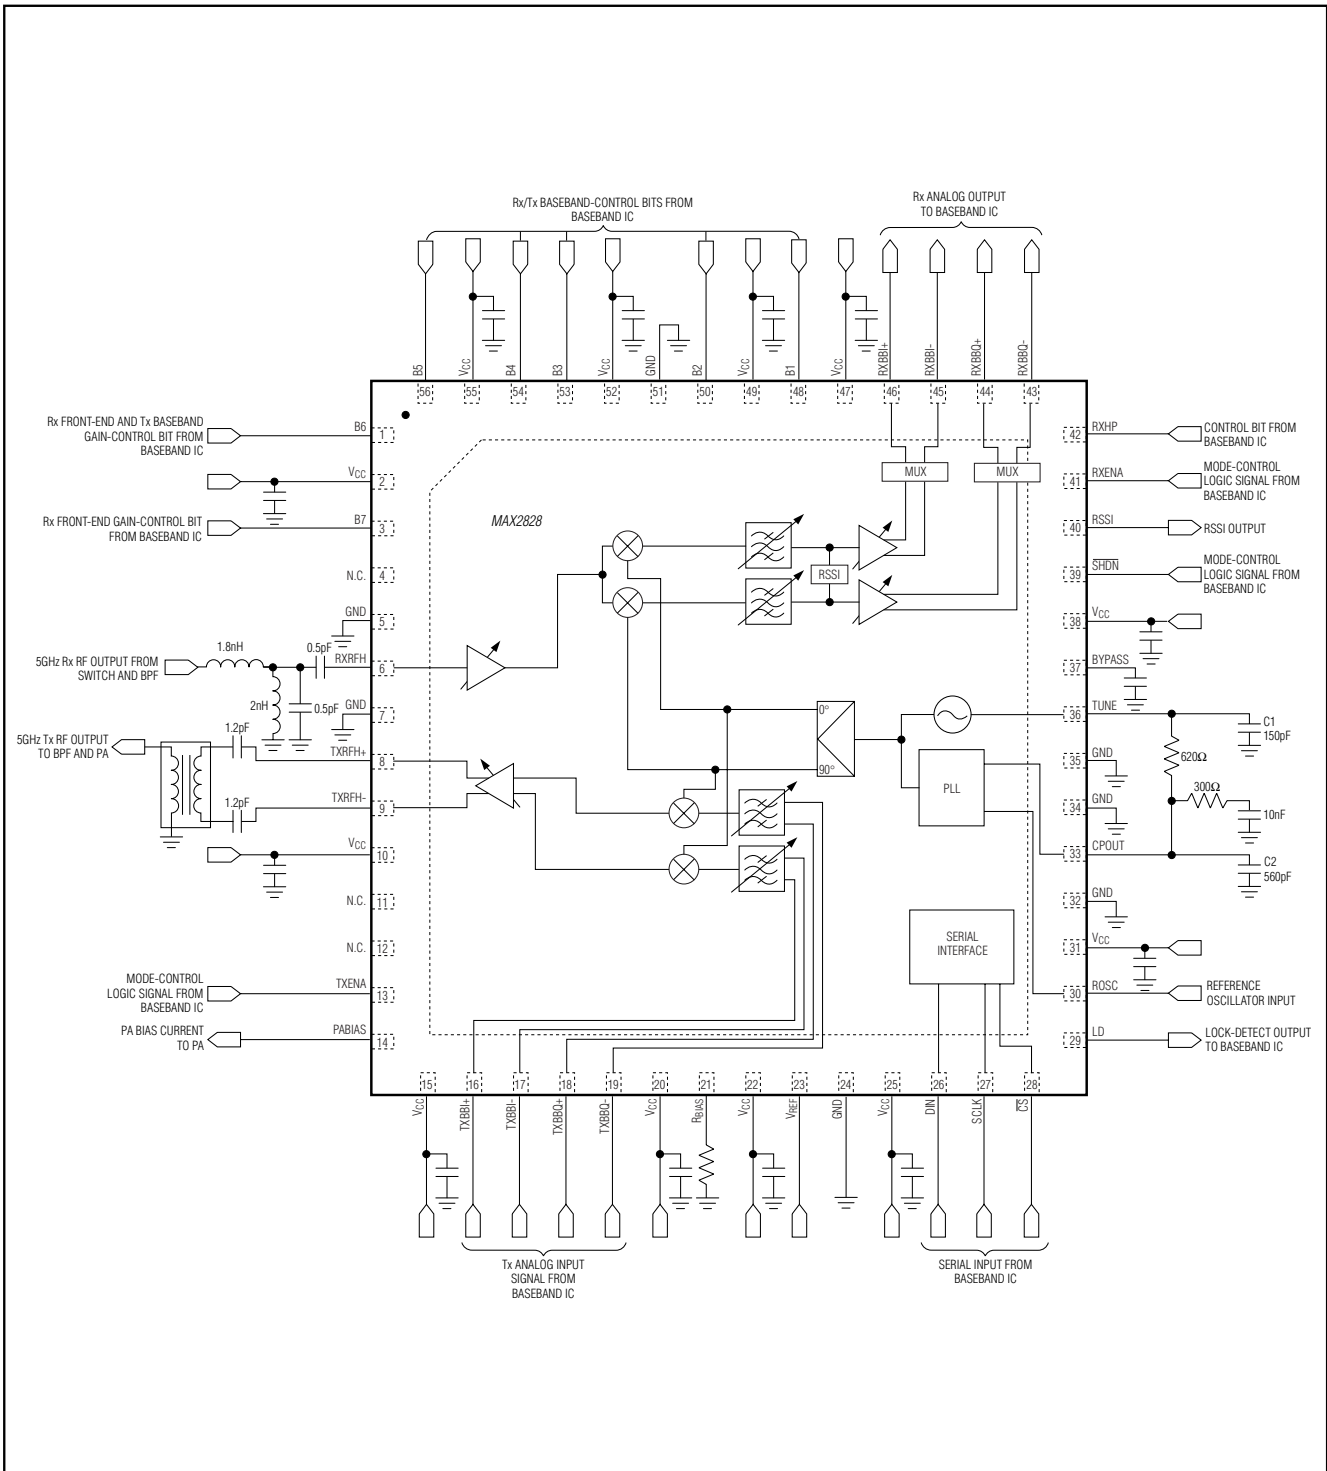 Rx/Tx BASEBAND-CONTROL BITS FROM
BASEBAND IC
Rx ANALOG OUTPUT
TO BASEBAND IC
B5
VCC
B4
B3
VCC
GND
B2
VCC
B1
VCC
RXBBI+
RXBBI-
RXBBQ+
RXBBQ-
56
55
54
53
52
51
50
49
48
47
46
45
44
43
Rx FRONT-END AND Tx BASEBAND
GAIN-CONTROL BIT FROM
BASEBAND IC
B6
1
VCC
2
Rx FRONT-END GAIN-CONTROL BIT
FROM BASEBAND IC
B7
3
N.C.
4
GND
5
1.8nH
0.5pF
RXRFH
6
5GHz Rx RF OUTPUT FROM
SWITCH AND BPF
2nH
0.5pF
GND
7
5GHz Tx RF OUTPUT
TO BPF AND PA
1.2pF
TXRFH+
8
1.2pF
TXRFH-
9
VCC
10
N.C.
11
N.C.
12
MODE-CONTROL
LOGIC SIGNAL FROM
BASEBAND IC
TXENA
13
PA BIAS CURRENT
TO PA
PABIAS
14
MAX2828
MUX
MUX
RSSI
0°
90°
PLL
SERIAL
INTERFACE
42
RXHP
CONTROL BIT FROM
BASEBAND IC
41
RXENA
MODE-CONTROL
LOGIC SIGNAL FROM
BASEBAND IC
40
RSSI
RSSI OUTPUT
39
SHDN
MODE-CONTROL
LOGIC SIGNAL FROM
BASEBAND IC
38
VCC
37
BYPASS
36
TUNE
C1
150pF
620Ω
35
GND
300Ω
34
GND
10nF
33
CPOUT
C2
560pF
32
GND
31
VCC
30
ROSC
REFERENCE
OSCILLATOR INPUT
29
LD
LOCK-DETECT OUTPUT
TO BASEBAND IC
15
16
17
18
19
20
21
22
23
24
25
26
27
28
VCC
TXBBI+
TXBBI-
TXBBQ+
TXBBQ-
VCC
RBIAS
VCC
VREF
GND
VCC
DIN
SCLK
CS
Tx ANALOG INPUT
SIGNAL FROM
BASEBAND IC
SERIAL INPUT FROM
BASEBAND IC